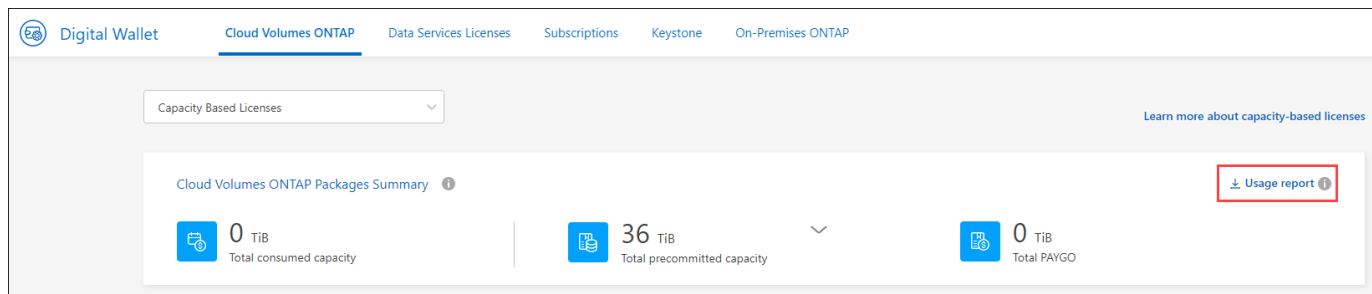 Digital Wallet
Cloud Volumes ONTAP
Data Services Licenses
Subscriptions
Keystone
On-Premises ONTAP
Capacity Based Licenses
Learn more about capacity-based licenses
Cloud Volumes ONTAP Packages Summary
Usage report
0 TiB
Total consumed capacity
36 TiB
Total precommitted capacity
0 TiB
Total PAYGO